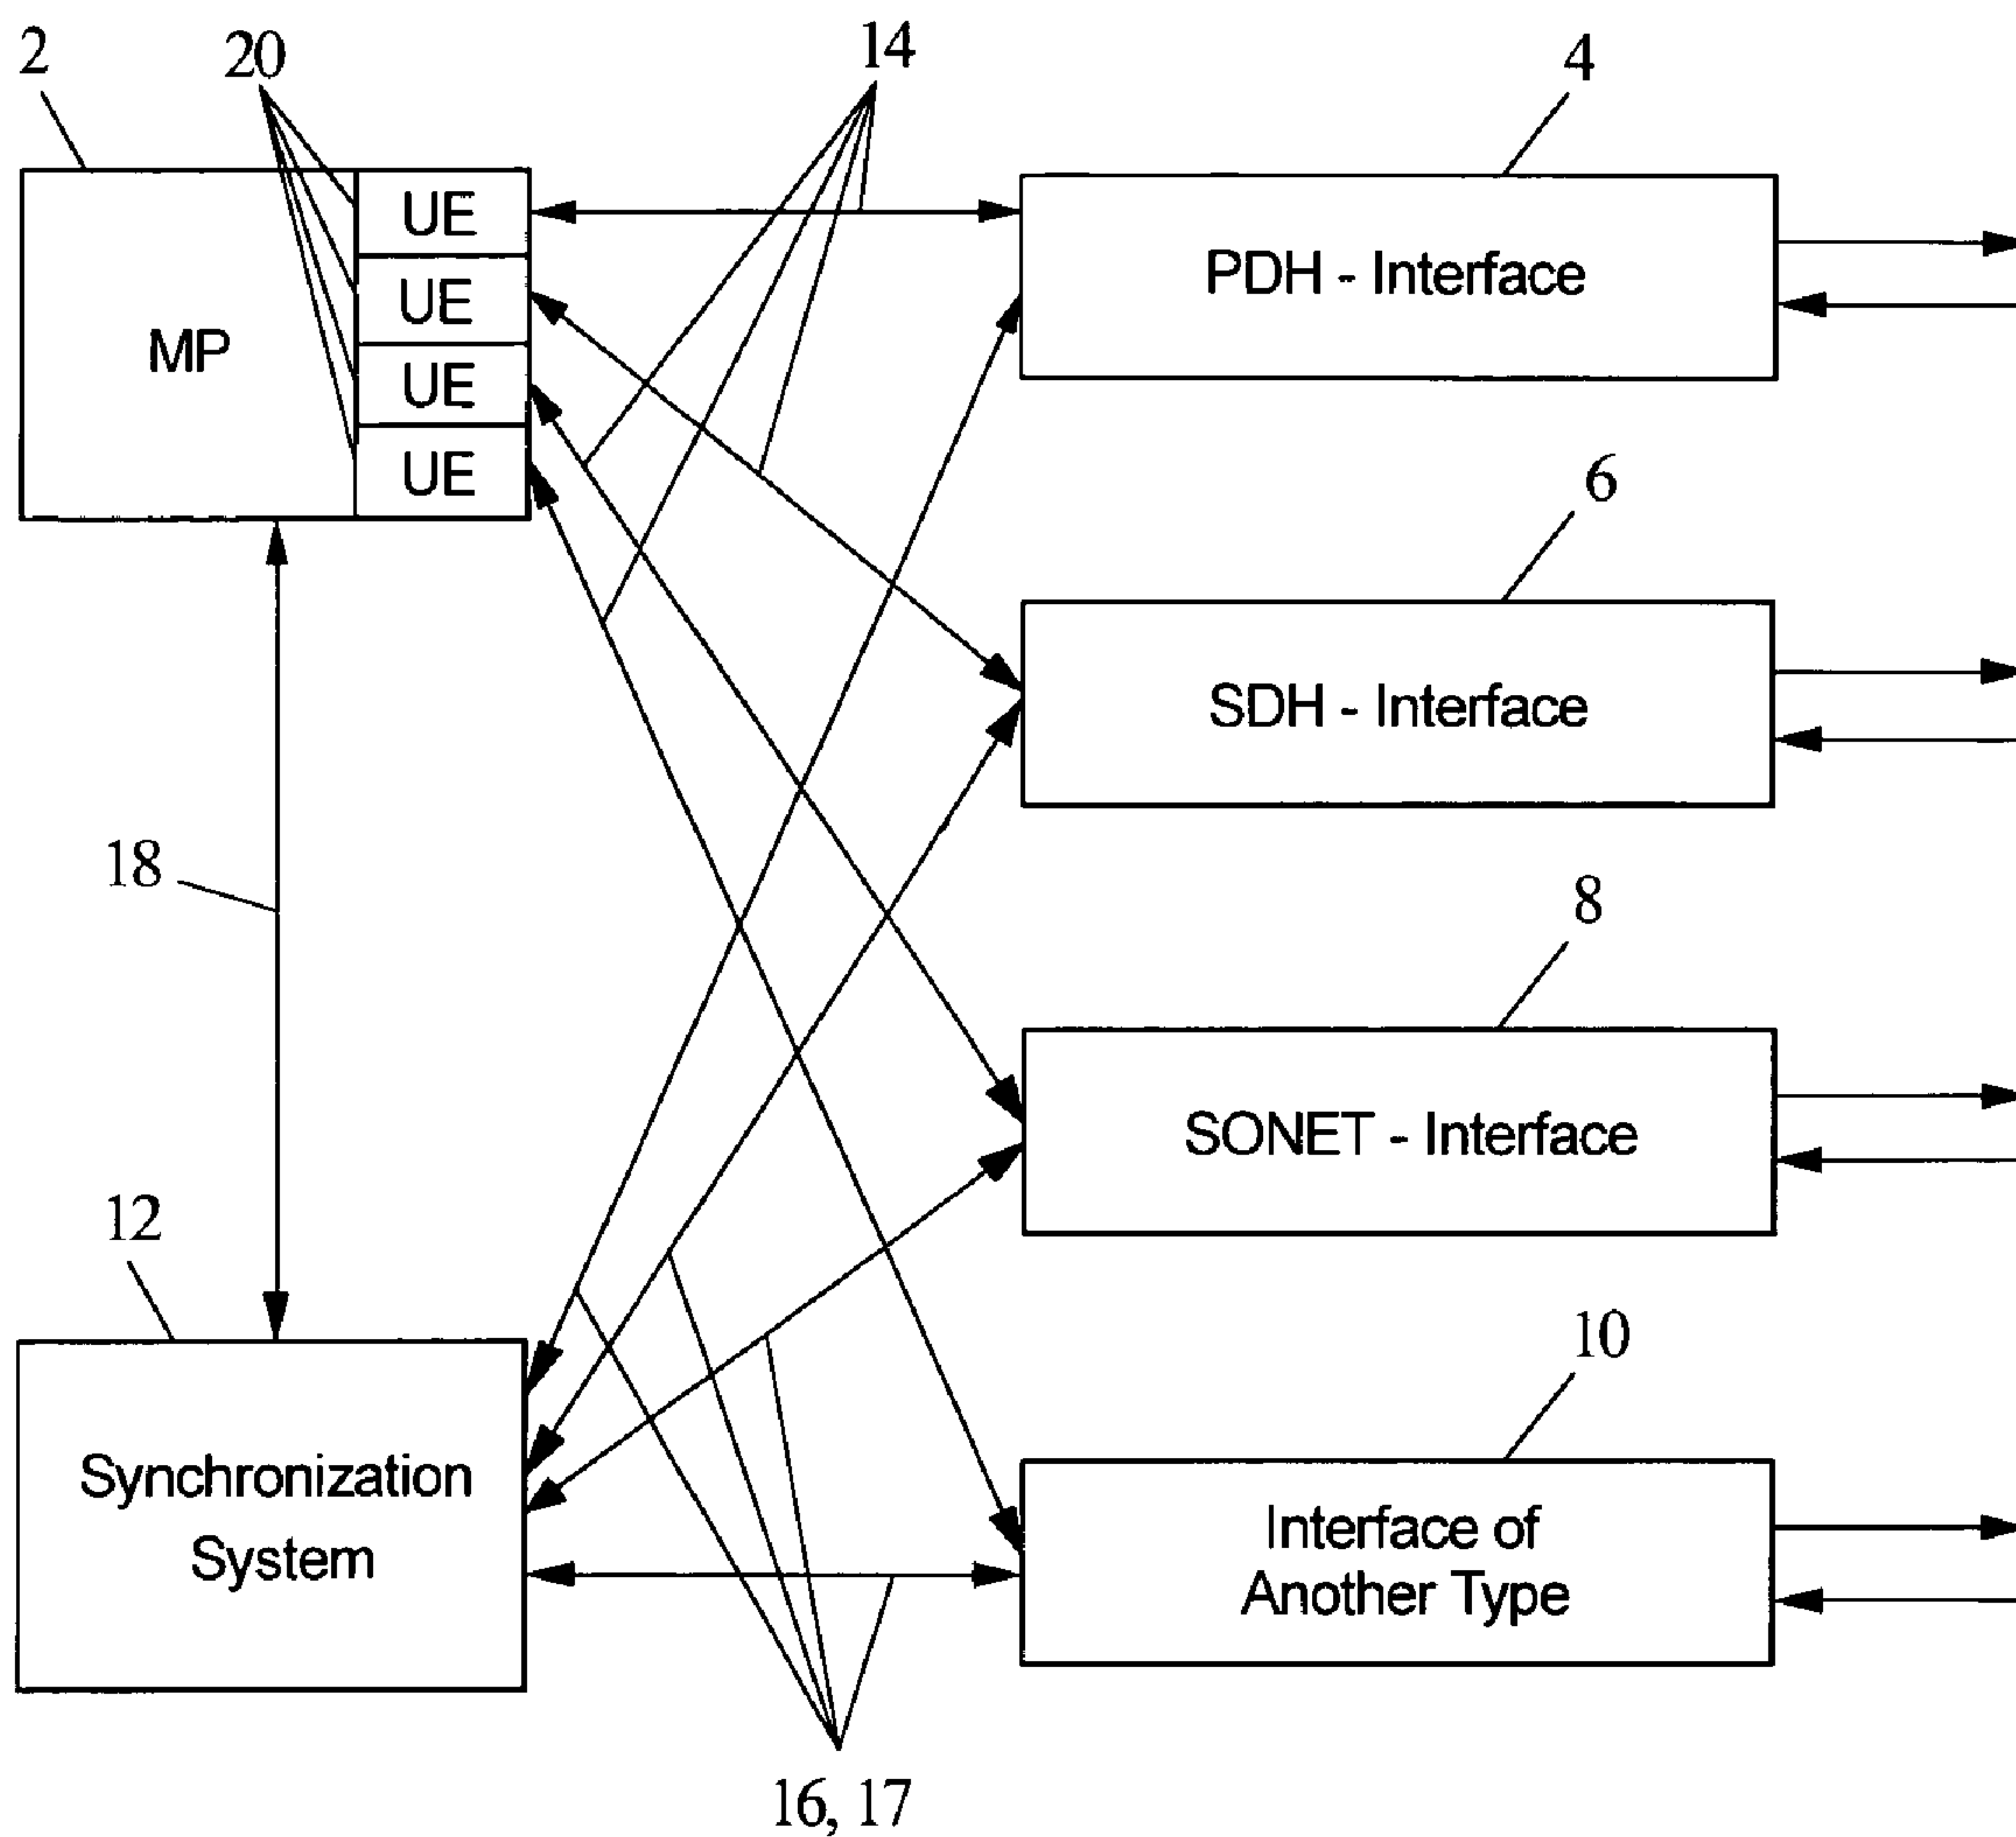 2
20
14
4
UE
UE
MP
UE
UE
PDH - Interface
6
SDH - Interface
18
8
SONET - Interface
12
10
Synchronization
System
Interface of
Another Type
16, 17